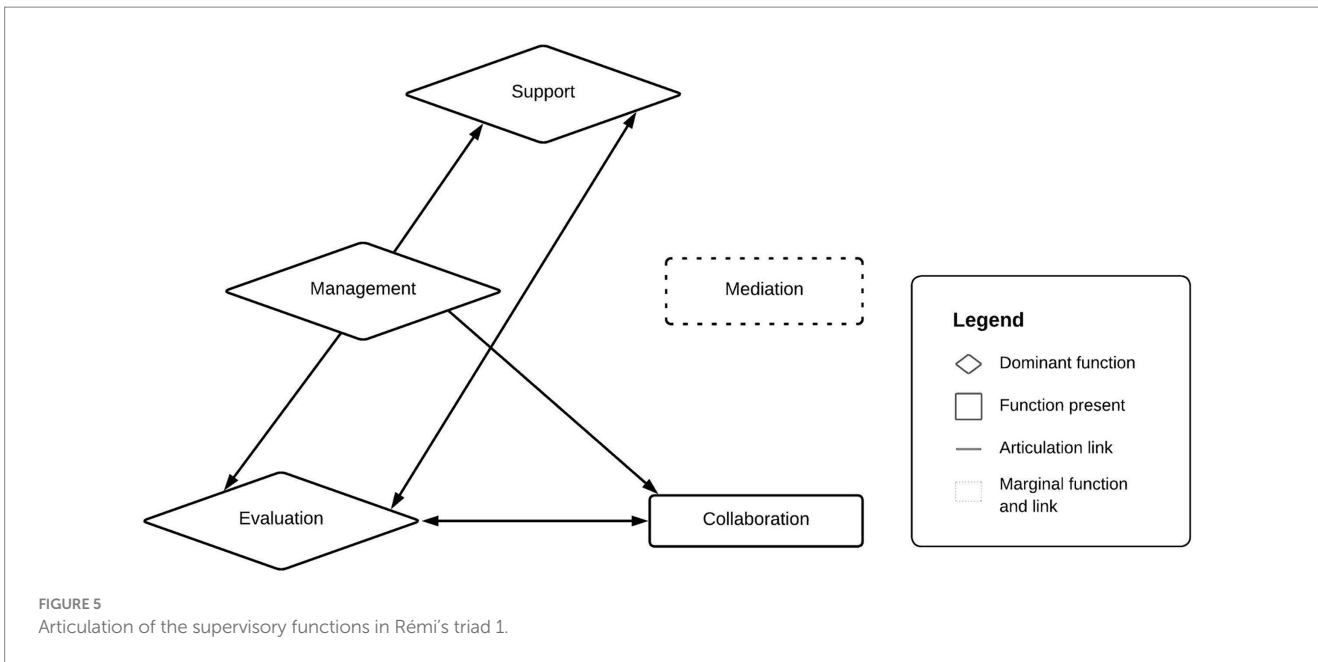 Support
Management
Mediation
Evaluation
Collaboration
Legend
Dominant function
Function present
Articulation link
Marginal function
and link
FIGURE 5
Articulation of the supervisory functions in Rémi’s triad 1.